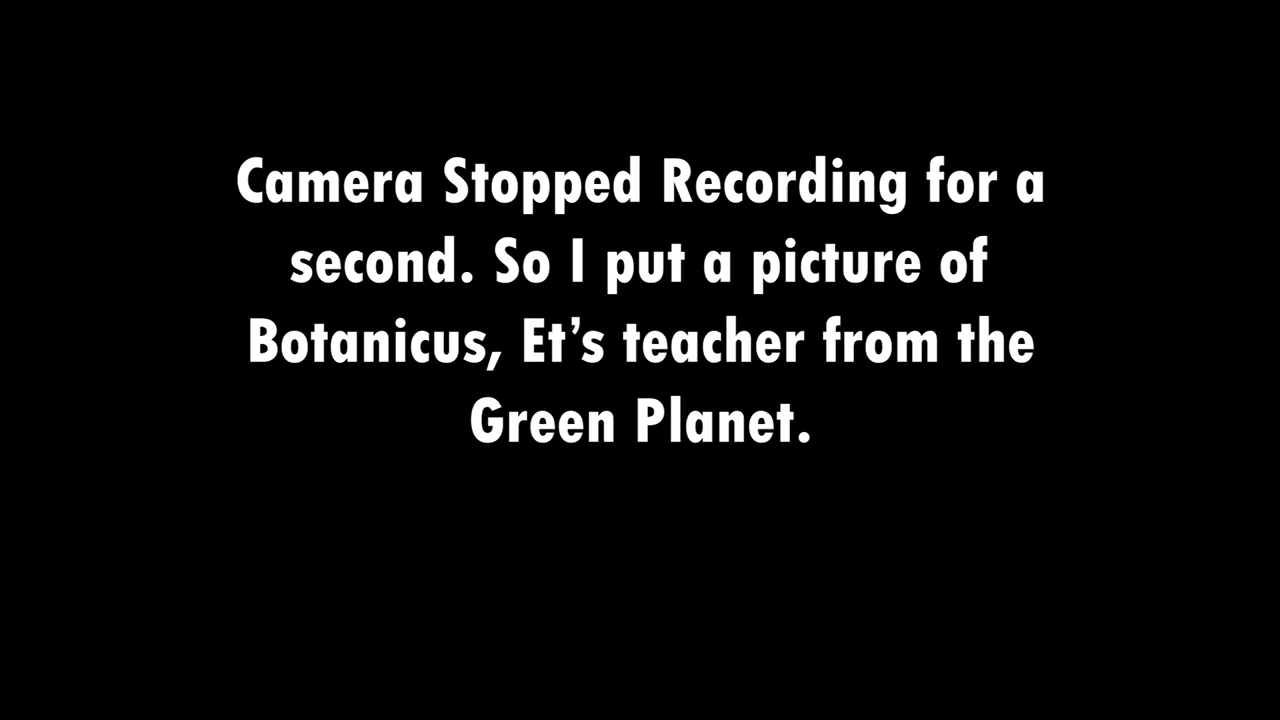 Camera Stopped Recording for a
second. So I put a picture of
Botanicus, Et’s teacher from the
Green Planet.